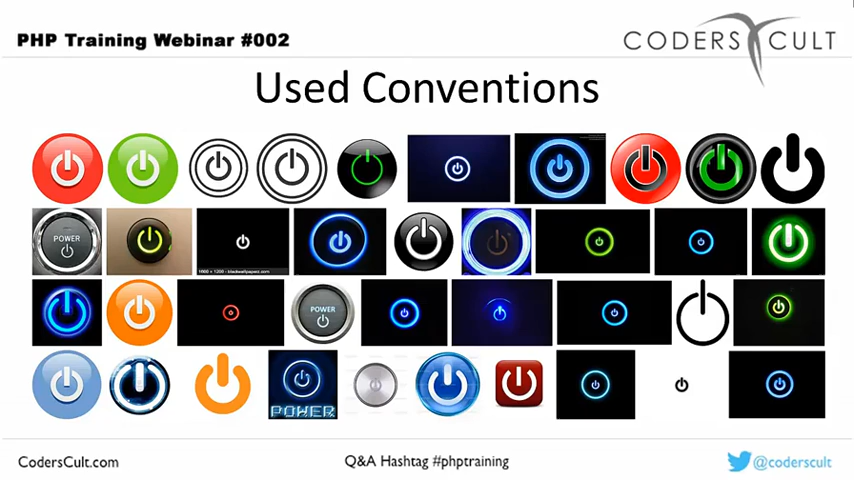 PHP Training Webinar #002
CODERS CULT
Used Conventions
POWER
POWER
POWER
CodersCult.com
Q&A Hashtag #phptraining
@coderscult